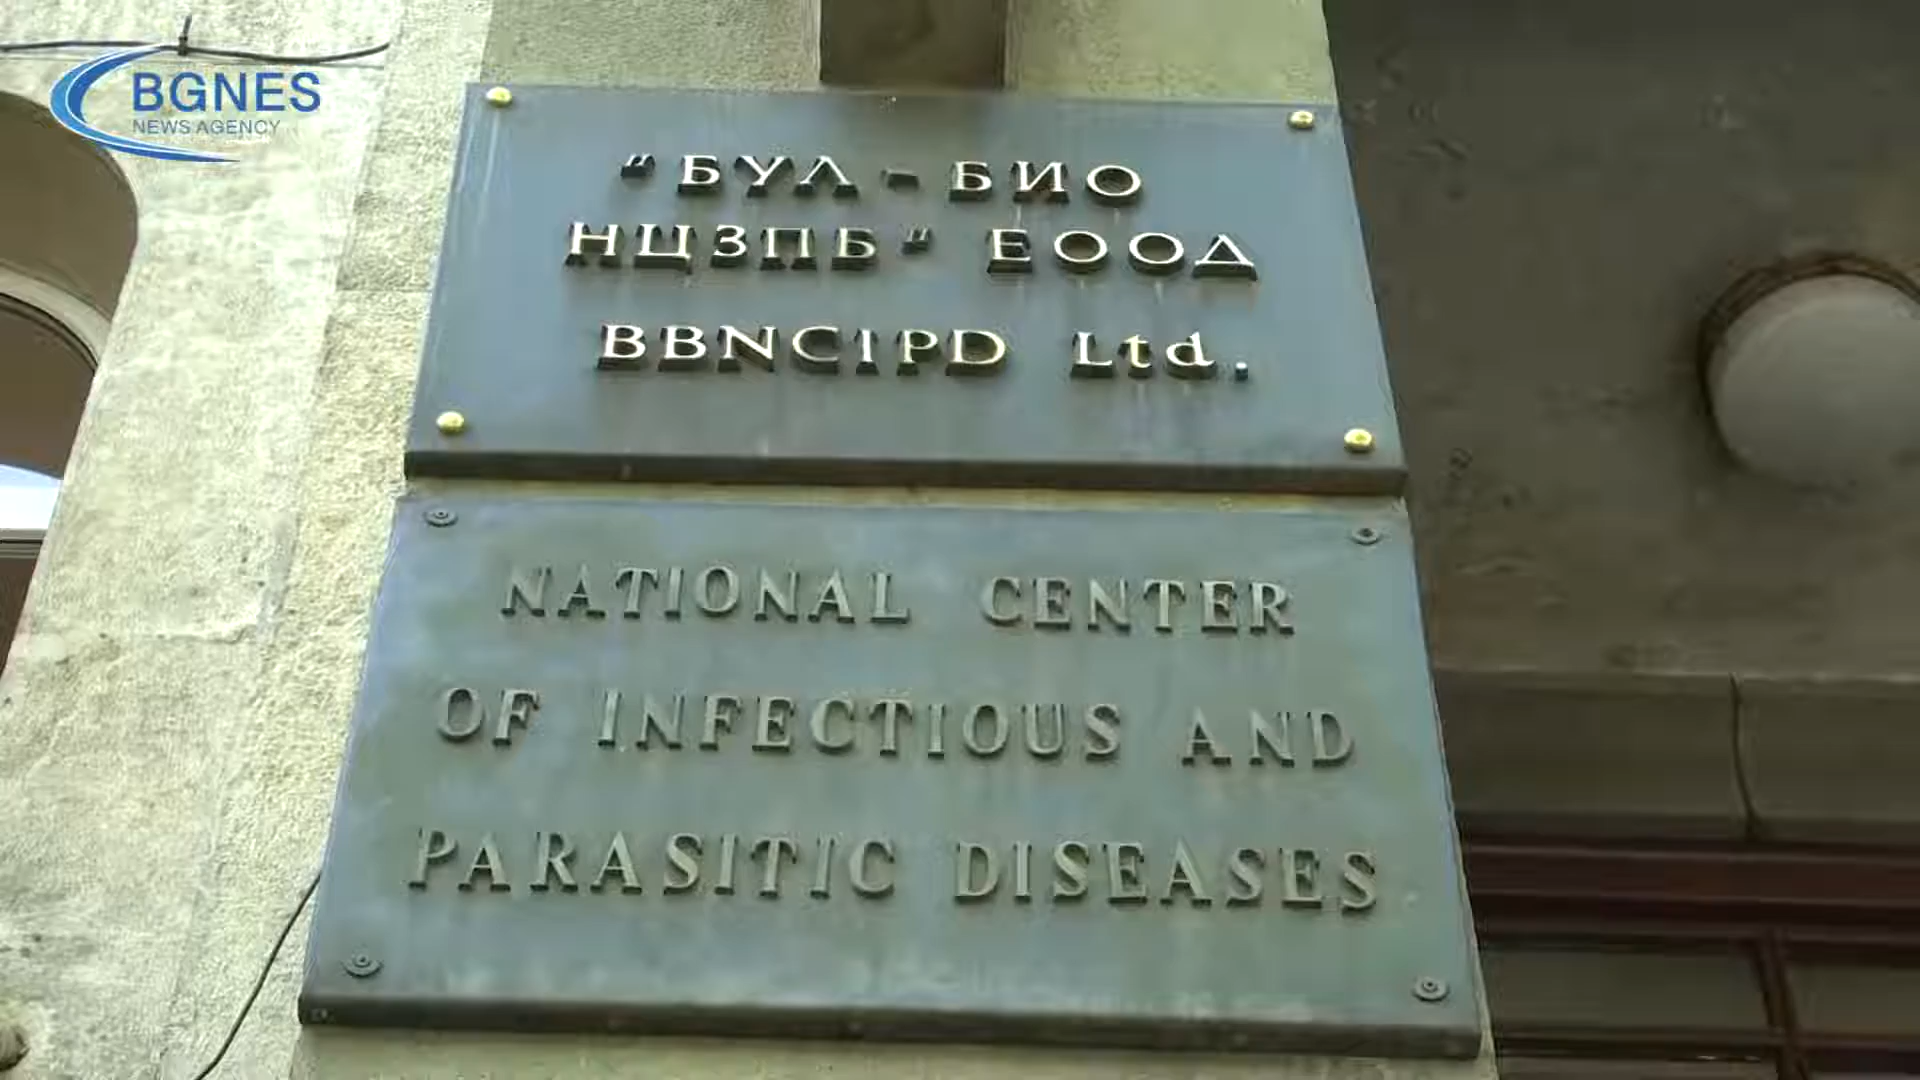 BGNES
NEWS AGENCY
"БУЛ - БИО
НЦЗПБ" ЕООД
BBNCIPD Ltd.
NATIONAL CENTER
OF INFECTIOUS AND
PARASITIC DISEASES